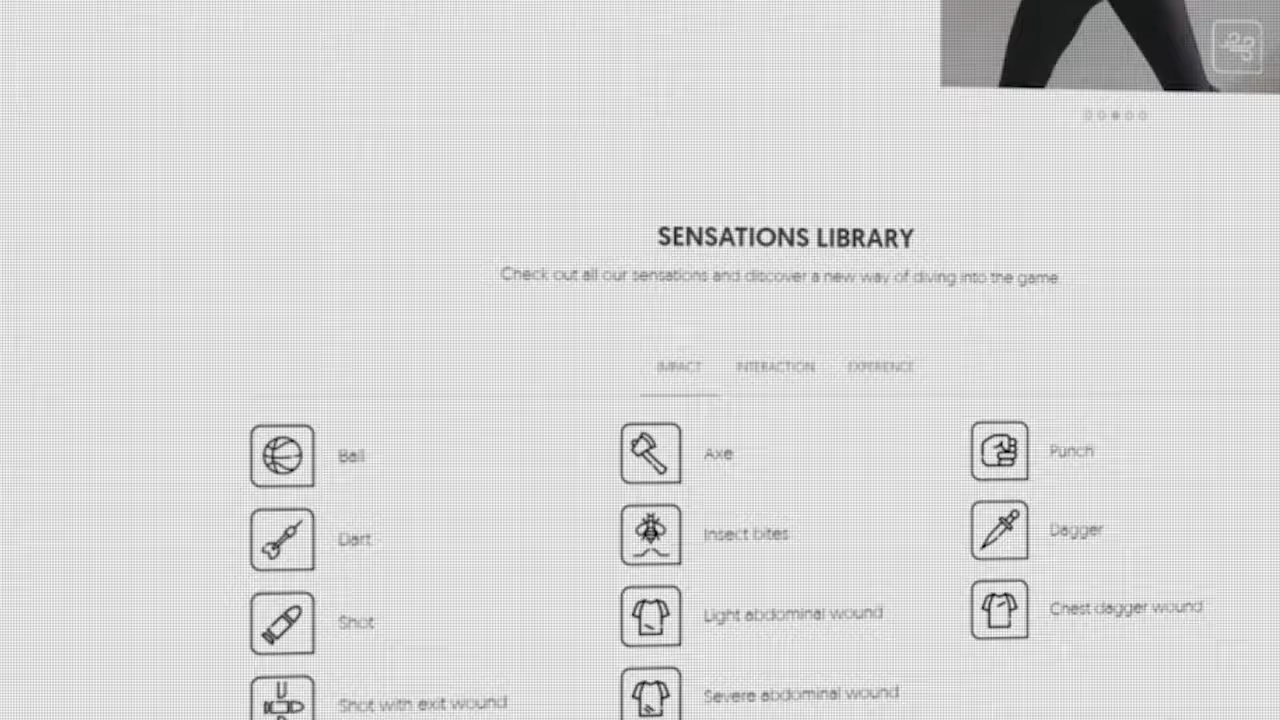 SENSATIONS LIBRARY
Check out all our sensations and discover a new way of diving into the game.
IMPACT INTERACTION EXPERIENCE
Ball Axe Punch
Dart Insect bites Dagger
Shot Light abdominal wound Chest dagger wound
Shot with exit wound Severe abdominal wound